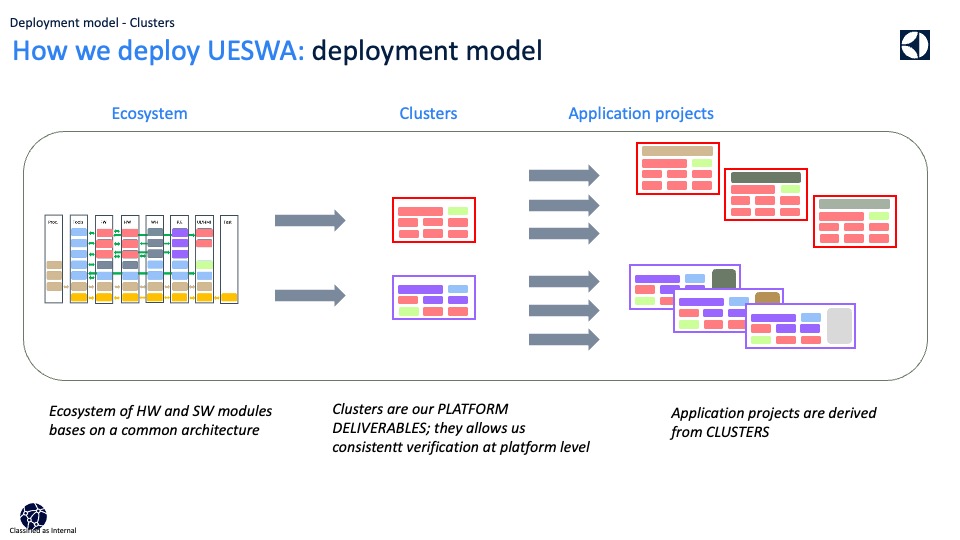 Deployment model - Clusters
How we deploy UESWA: deployment model
Ecosystem
Clusters
Application projects
Ecosystem of HW and SW modules
bases on a common architecture
Clusters are our PLATFORM
DELIVERABLES; they allows us
consistentt verification at platform level
Application projects are derived
from CLUSTERS
Classified as Internal